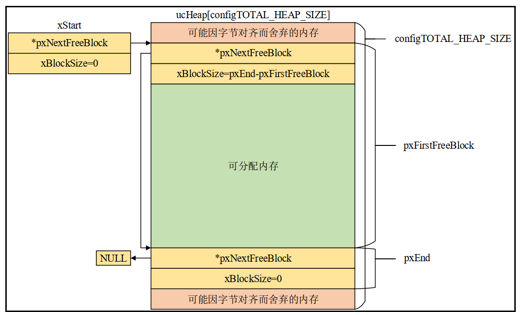 ucHeap[configTOTAL_HEAP_SIZE]
xStart
可能因字节对齐而舍弃的内存
configTOTAL_HEAP_SIZE
*pxNextFreeBlock
*pxNextFreeBlock
xBlockSize=0
xBlockSize=pxEnd-pxFirstFreeBlock
pxFirstFreeBlock
可分配内存
NULL
*pxNextFreeBlock
pxEnd
xBlockSize=0
可能因字节对齐而舍弃的内存